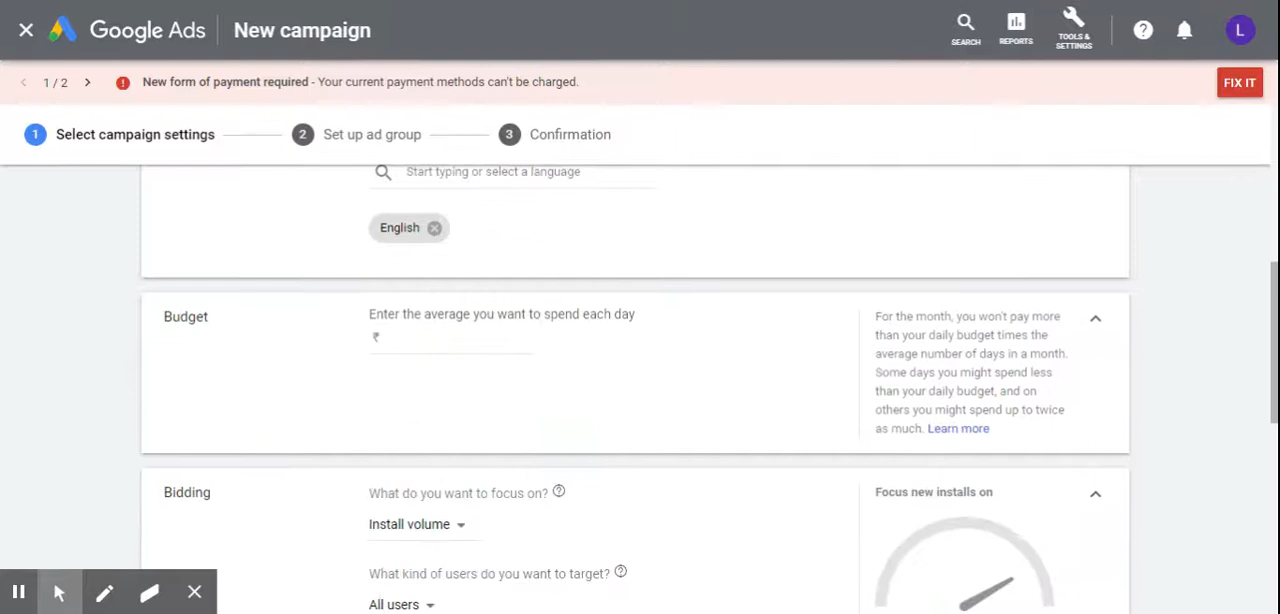 Google Ads
New campaign
SEARCH
REPORTS
TOOLS &
SETTINGS
L
1 / 2
New form of payment required - Your current payment methods can't be charged.
FIX IT
1 Select campaign settings
2 Set up ad group
3 Confirmation
Start typing or select a language
English
Budget
Enter the average you want to spend each day
₹
For the month, you won't pay more
than your daily budget times the
average number of days in a month.
Some days you might spend less
than your daily budget, and on
others you might spend up to twice
as much. Learn more
Bidding
What do you want to focus on?
Install volume
What kind of users do you want to target?
All users
Focus new installs on